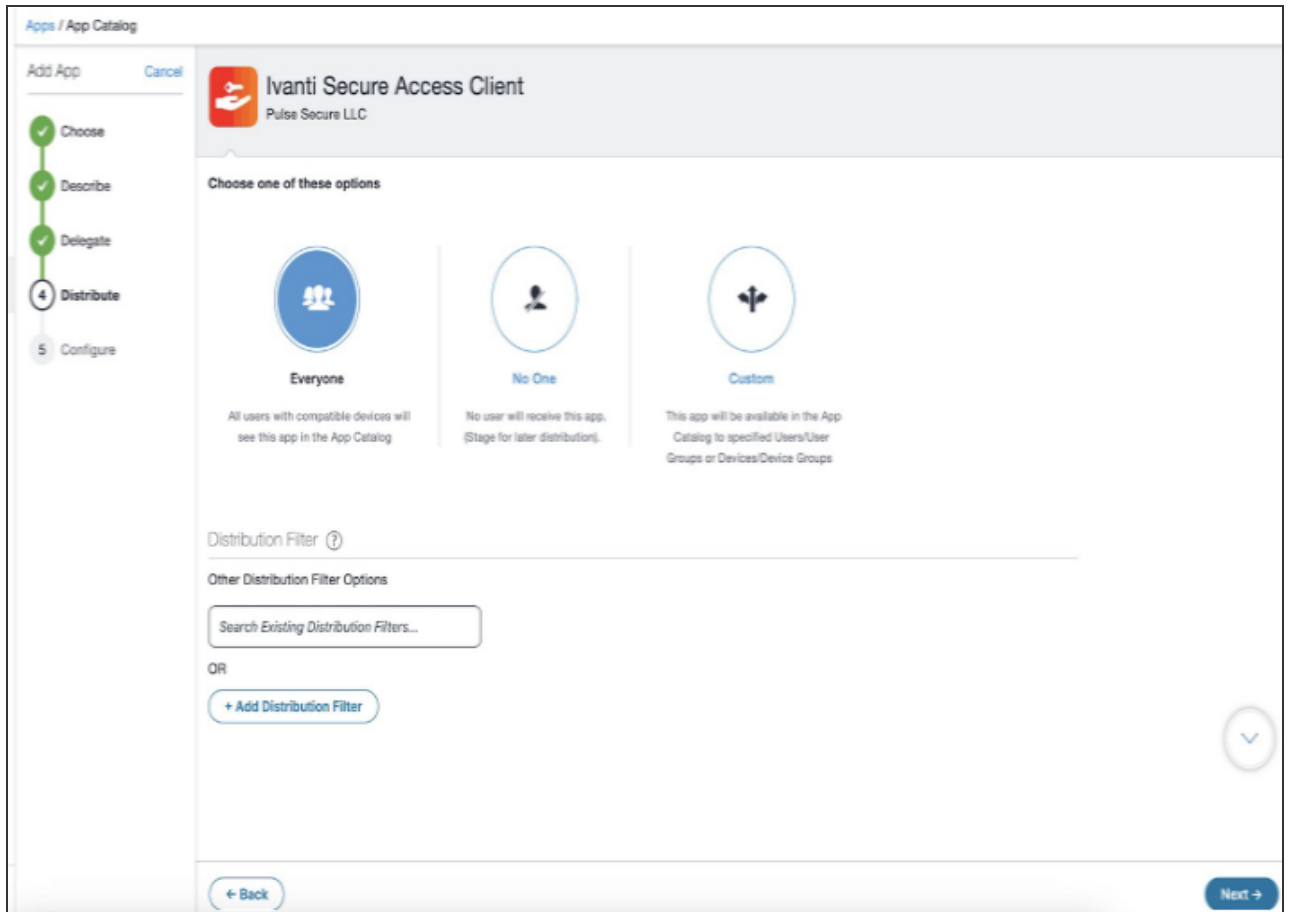 Apps / App Catalog
Add App
Cancel
Choose
Describe
Delegate
4 Distribute
5 Configure
Ivanti Secure Access Client
Pulse Secure LLC
Choose one of these options
Everyone
All users with compatible devices will
see this app in the App Catalog
No One
No user will receive this app.
(Stage for later distribution).
Custom
This app will be available in the App
Catalog to specified Users/User
Groups or Devices/Device Groups
Distribution Filter ?
Other Distribution Filter Options
Search Existing Distribution Filters...
OR
+ Add Distribution Filter
← Back
Next →